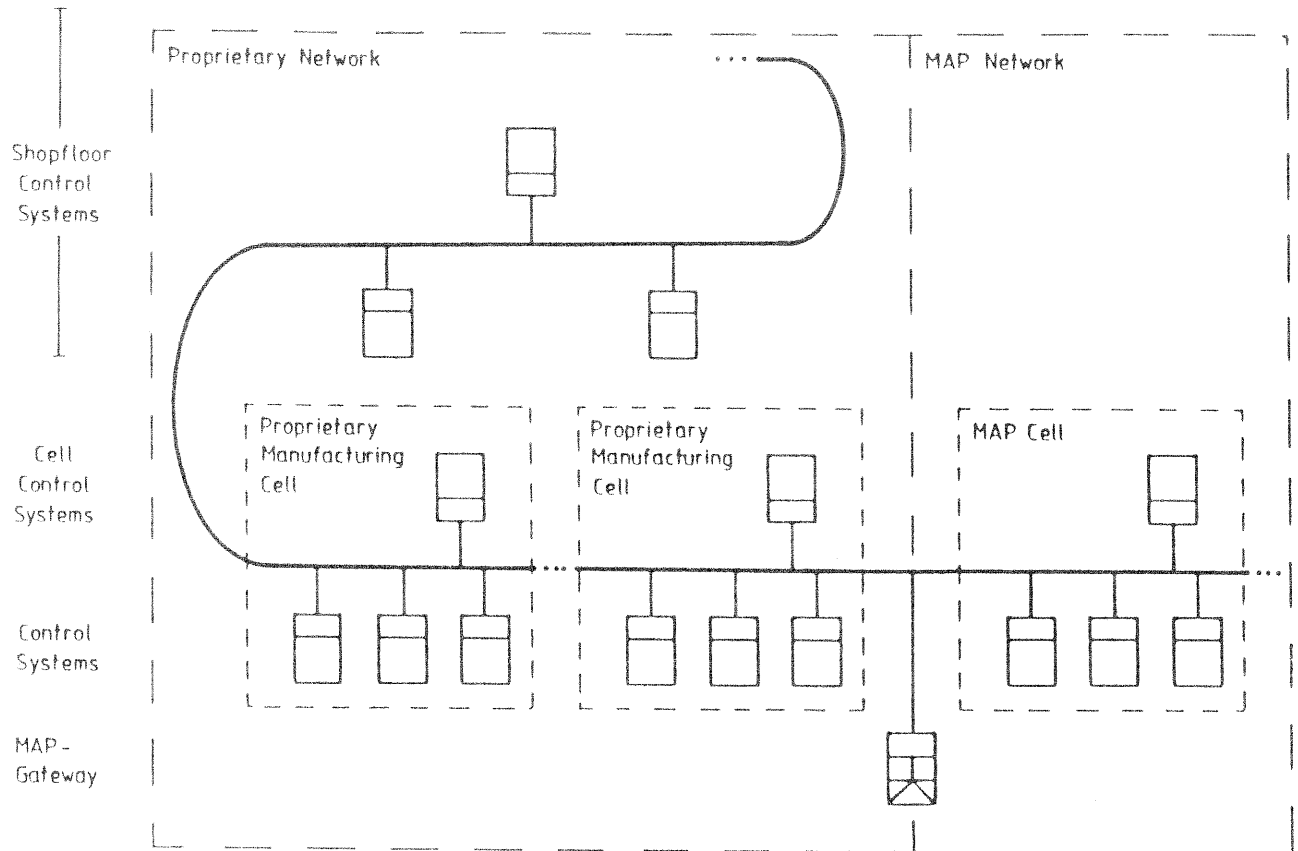 Proprietary Network
MAP Network
Shopfloor
Control
Systems
Proprietary
Manufacturing
Cell
Proprietary
Manufacturing
Cell
MAP Cell
Cell
Control
Systems
Control
Systems
MAP-
Gateway